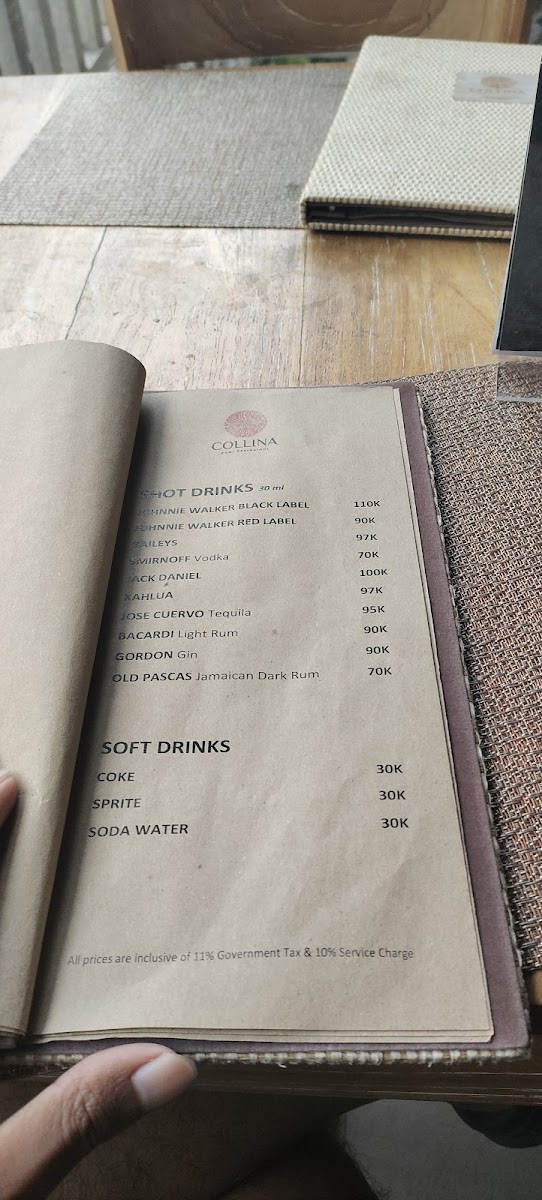 COLLINA
SHOT DRINKS 30 ml
JOHNNIE WALKER BLACK LABEL 110K
JOHNNIE WALKER RED LABEL 90K
BAILEYS 97K
SMIRNOFF Vodka 70K
JACK DANIEL 100K
KAHLUA 97K
JOSE CUERVO Tequila 95K
BACARDI Light Rum 90K
GORDON Gin 90K
OLD PASCAS Jamaican Dark Rum 70K
SOFT DRINKS
COKE 30K
SPRITE 30K
SODA WATER 30K
All prices are inclusive of 11% Government Tax & 10% Service Charge